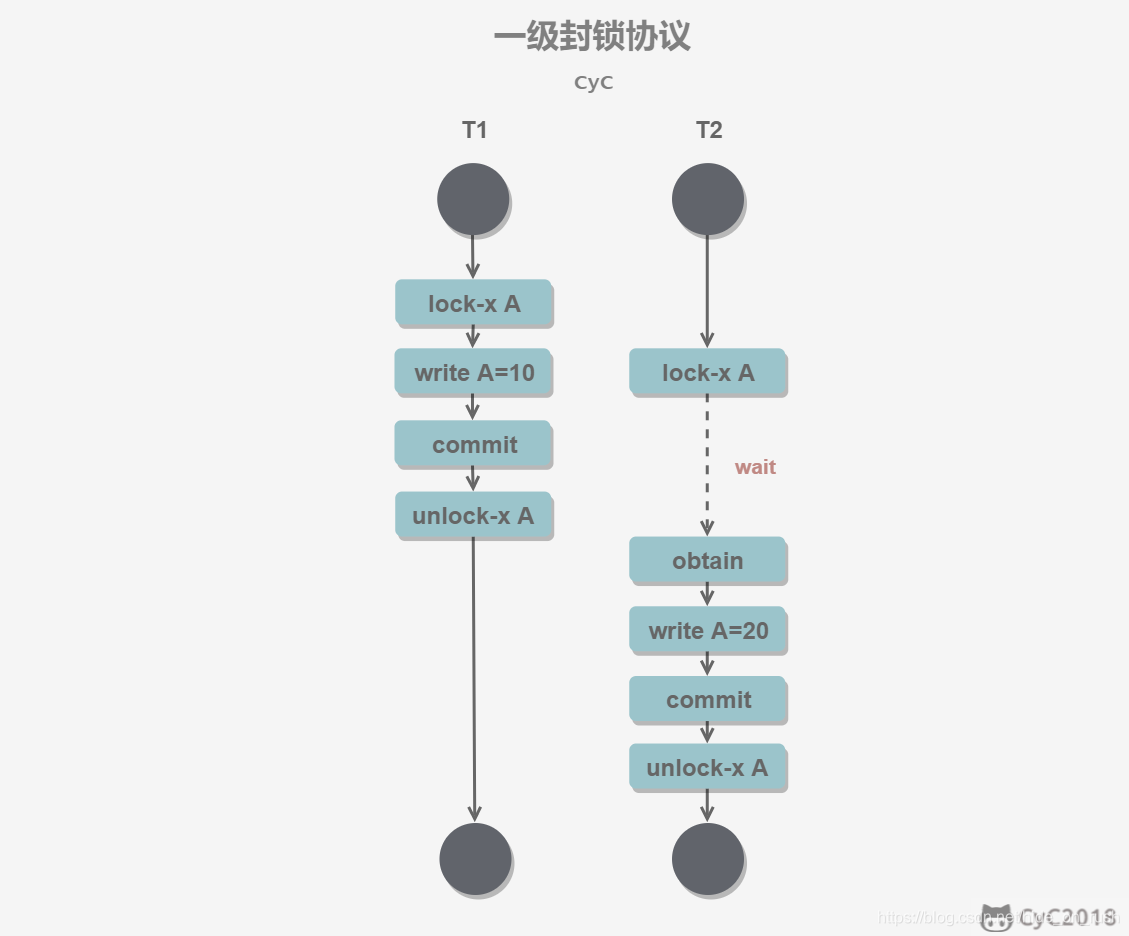 一级封锁协议
CyC
T1 T2
lock-x A
write A=10 lock-x A
commit
wait
unlock-x A
obtain
write A=20
commit
unlock-x A
CyC2018